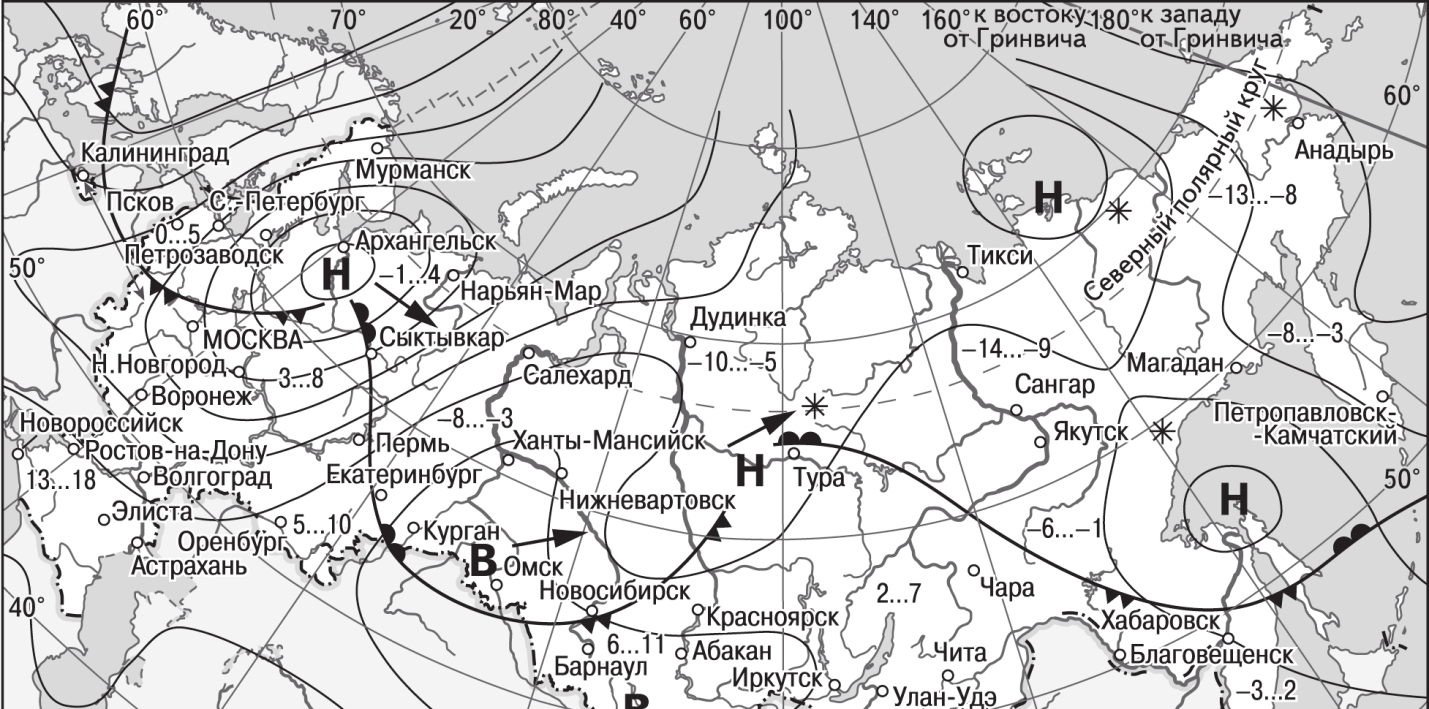 60° 70° 20° 80° 40° 60° 100° 140° 160° к востоку 180° к западу
от Гринвича от Гринвича
60°
Северный полярный круг
Калининград
Мурманск
Анадырь
Псков С.-Петербург
−13...−8
Н
0...5
Петрозаводск
Архангельск
50°
Н
−1...4
Тикси
Нарьян-Мар
Дудинка
МОСКВА
Сыктывкар
−8...−3
−10...−5
−14...−9
Н.Новгород
3...8
Салехард
Магадан
Воронеж
Сангар
Новороссийск
−8...−3
Петропавловск-
-Камчатский
Пермь
Ханты-Мансийск
Якутск
Ростов-на-Дону
Н
Тура
13...18
Волгоград
Екатеринбург
50°
Нижневартовск
Н
Элиста
5...10
Оренбург
Курган
−6...−1
Астрахань
В
Омск
Чара
40°
Новосибирск
2...7
Красноярск
Хабаровск
6...11
Абакан
Чита
Благовещенск
Барнаул
Иркутск
Улан-Удэ
−3...2
В